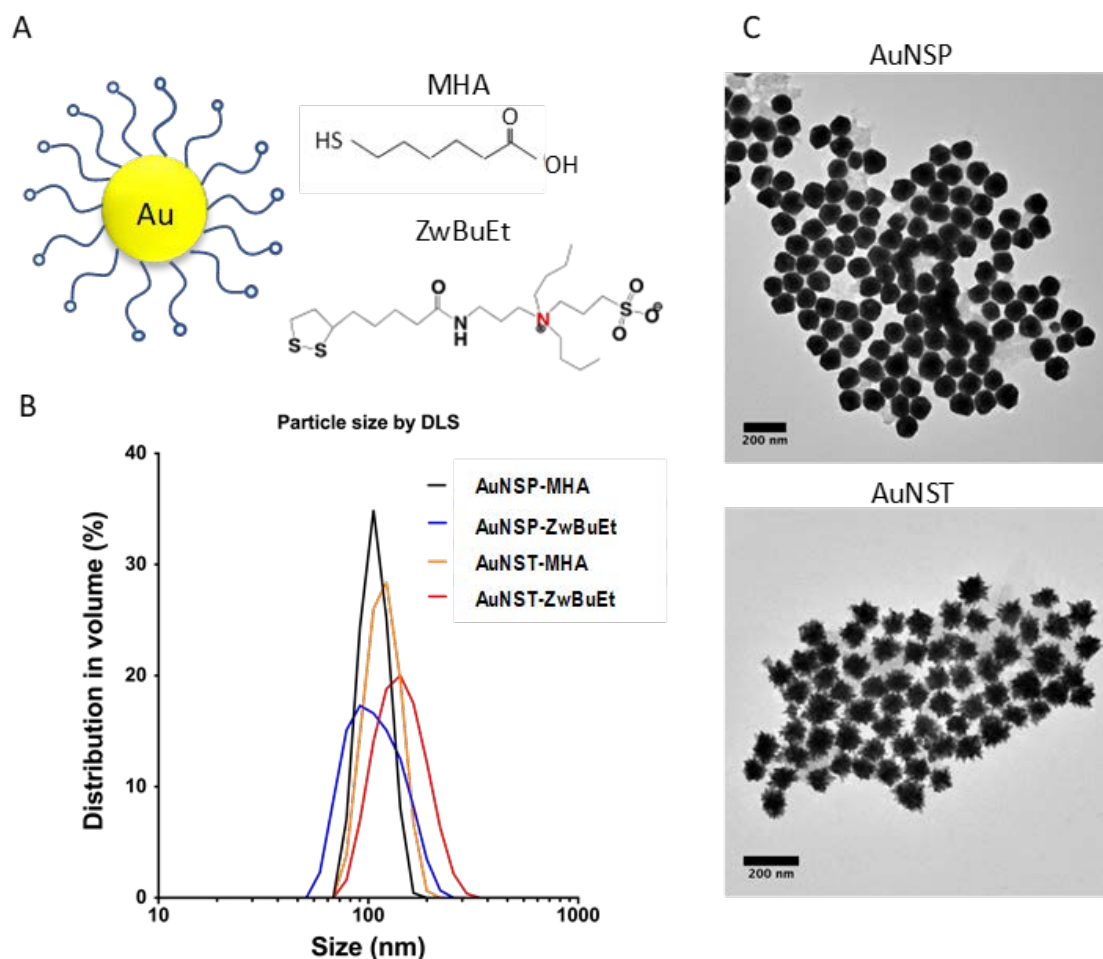 A
Au
MHA
HS
O
OH
ZwBuEt
O
N
H
N
⊕
O
S
O
⊖
O
S
S
B
Particle size by DLS
Distribution in volume (%)
40
30
20
10
0
10
100
1000
Size (nm)
AuNSP-MHA
AuNSP-ZwBuEt
AuNST-MHA
AuNST-ZwBuEt
C
AuNSP
200 nm
AuNST
200 nm